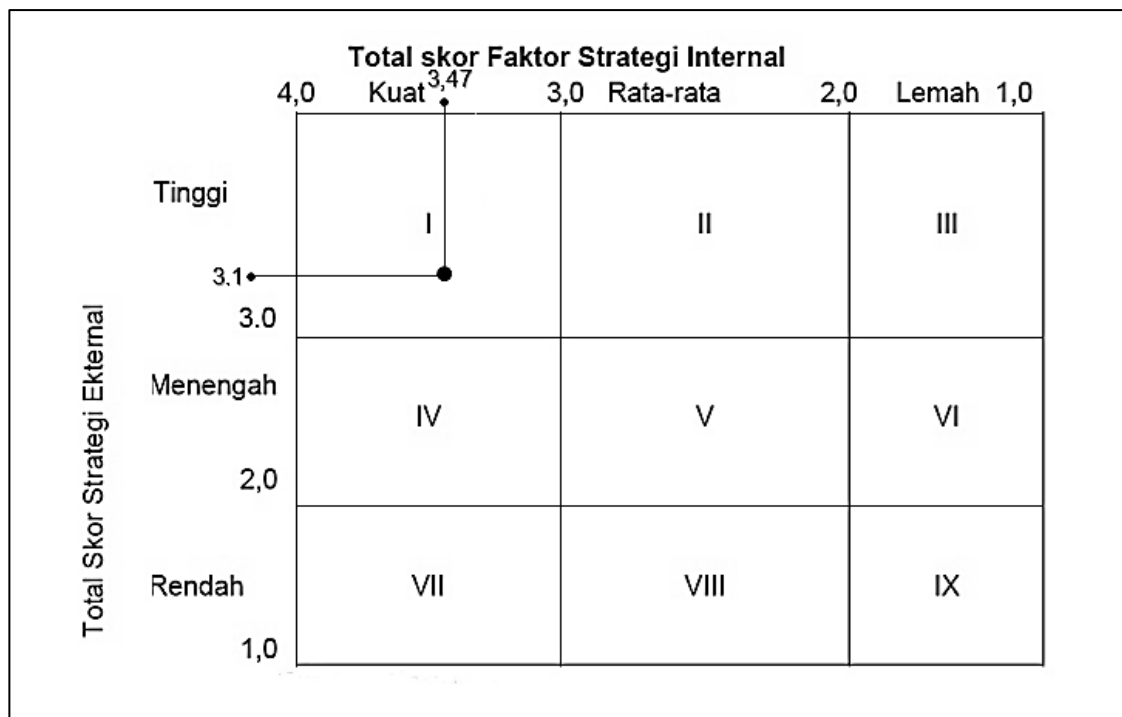 Total skor Faktor Strategi Internal
3,47
4,0 Kuat 3,0 Rata-rata 2,0 Lemah 1,0
Tinggi
I II III
3.1
3.0
Total Skor Strategi Ekternal
Menengah
IV V VI
2,0
Rendah
VII VIII IX
1,0